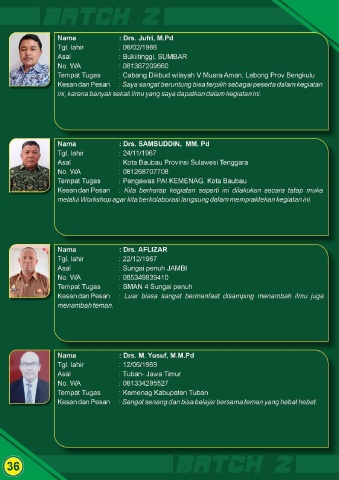 BATCH 2
Nama : Drs. Jufri, M.Pd
Tgl. lahir : 06/02/1966
Asal : Bukiitinggi, SUMBAR
No. WA : 081367209660
Tempat Tugas : Cabang Dikbud wilayah V Muara Aman, Lebong Prov Bengkulu
Kesan dan Pesan : Saya sangat beruntung bisa terpilih sebagai peserta dalam kegiatan
ini, karena banyak sekali ilmu yang saya dapatkan dalam kegiatan ini.
Nama : Drs. SAMSUDDIN, MM. Pd
Tgl. lahir : 24/11/1967
Asal : Kota Baubau Provinsi Sulawesi Tenggara
No. WA : 081268707708
Tempat Tugas : Pengawas PAI KEMENAG. Kota Baubau
Kesan dan Pesan : Kita berharap kegiatan seperti ini dilakukan secara tatap muka
melalui Workshop agar kita berkolaborasi langsung dalam mempraktekan kegiatan ini.
Nama : Drs. AFLIZAR
Tgl. lahir : 22/12/1967
Asal : Sungai penuh JAMBI
No. WA : 085349839410
Tempat Tugas : SMAN 4 Sungai penuh
Kesan dan Pesan : Luar biasa sangat bermanfaat disamping menambah ilmu juga
menambah teman.
Nama : Drs. M. Yusuf, M.M.Pd
Tgl. lahir : 12/06/1969
Asal : Tuban- Jawa Timur
No. WA : 081334285527
Tempat Tugas : Kemenag Kabupaten Tuban
Kesan dan Pesan : Sangat senang dan bisa belajar bersama teman yang hebat hebat.
36
BATCH 2